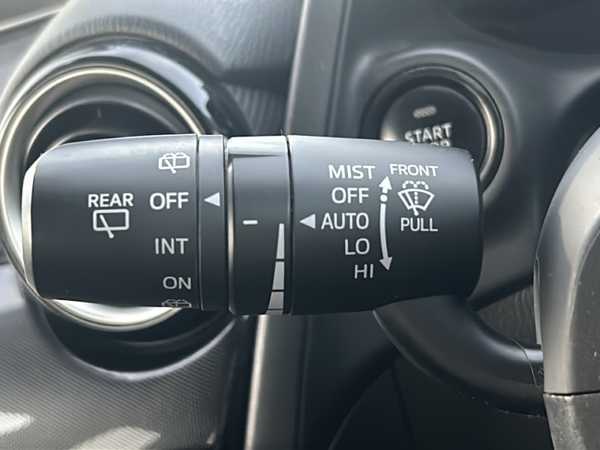 REAR
OFF
INT
ON
MIST
OFF
AUTO
LO
HI
FRONT
PULL
START